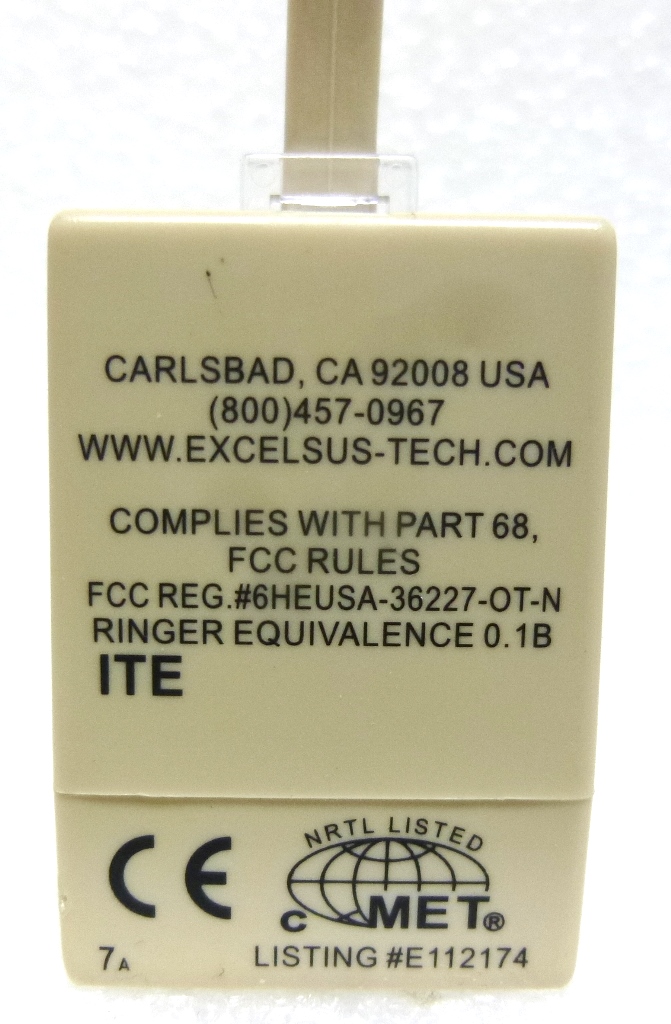 CARLSBAD, CA 92008 USA
(800)457-0967
WWW.EXCELSUS-TECH.COM
COMPLIES WITH PART 68,
FCC RULES
FCC REG.#6HEUSA-36227-OT-N
RINGER EQUIVALENCE 0.1B
ITE
CE
NRTL LISTED
C MET®
7A
LISTING #E112174